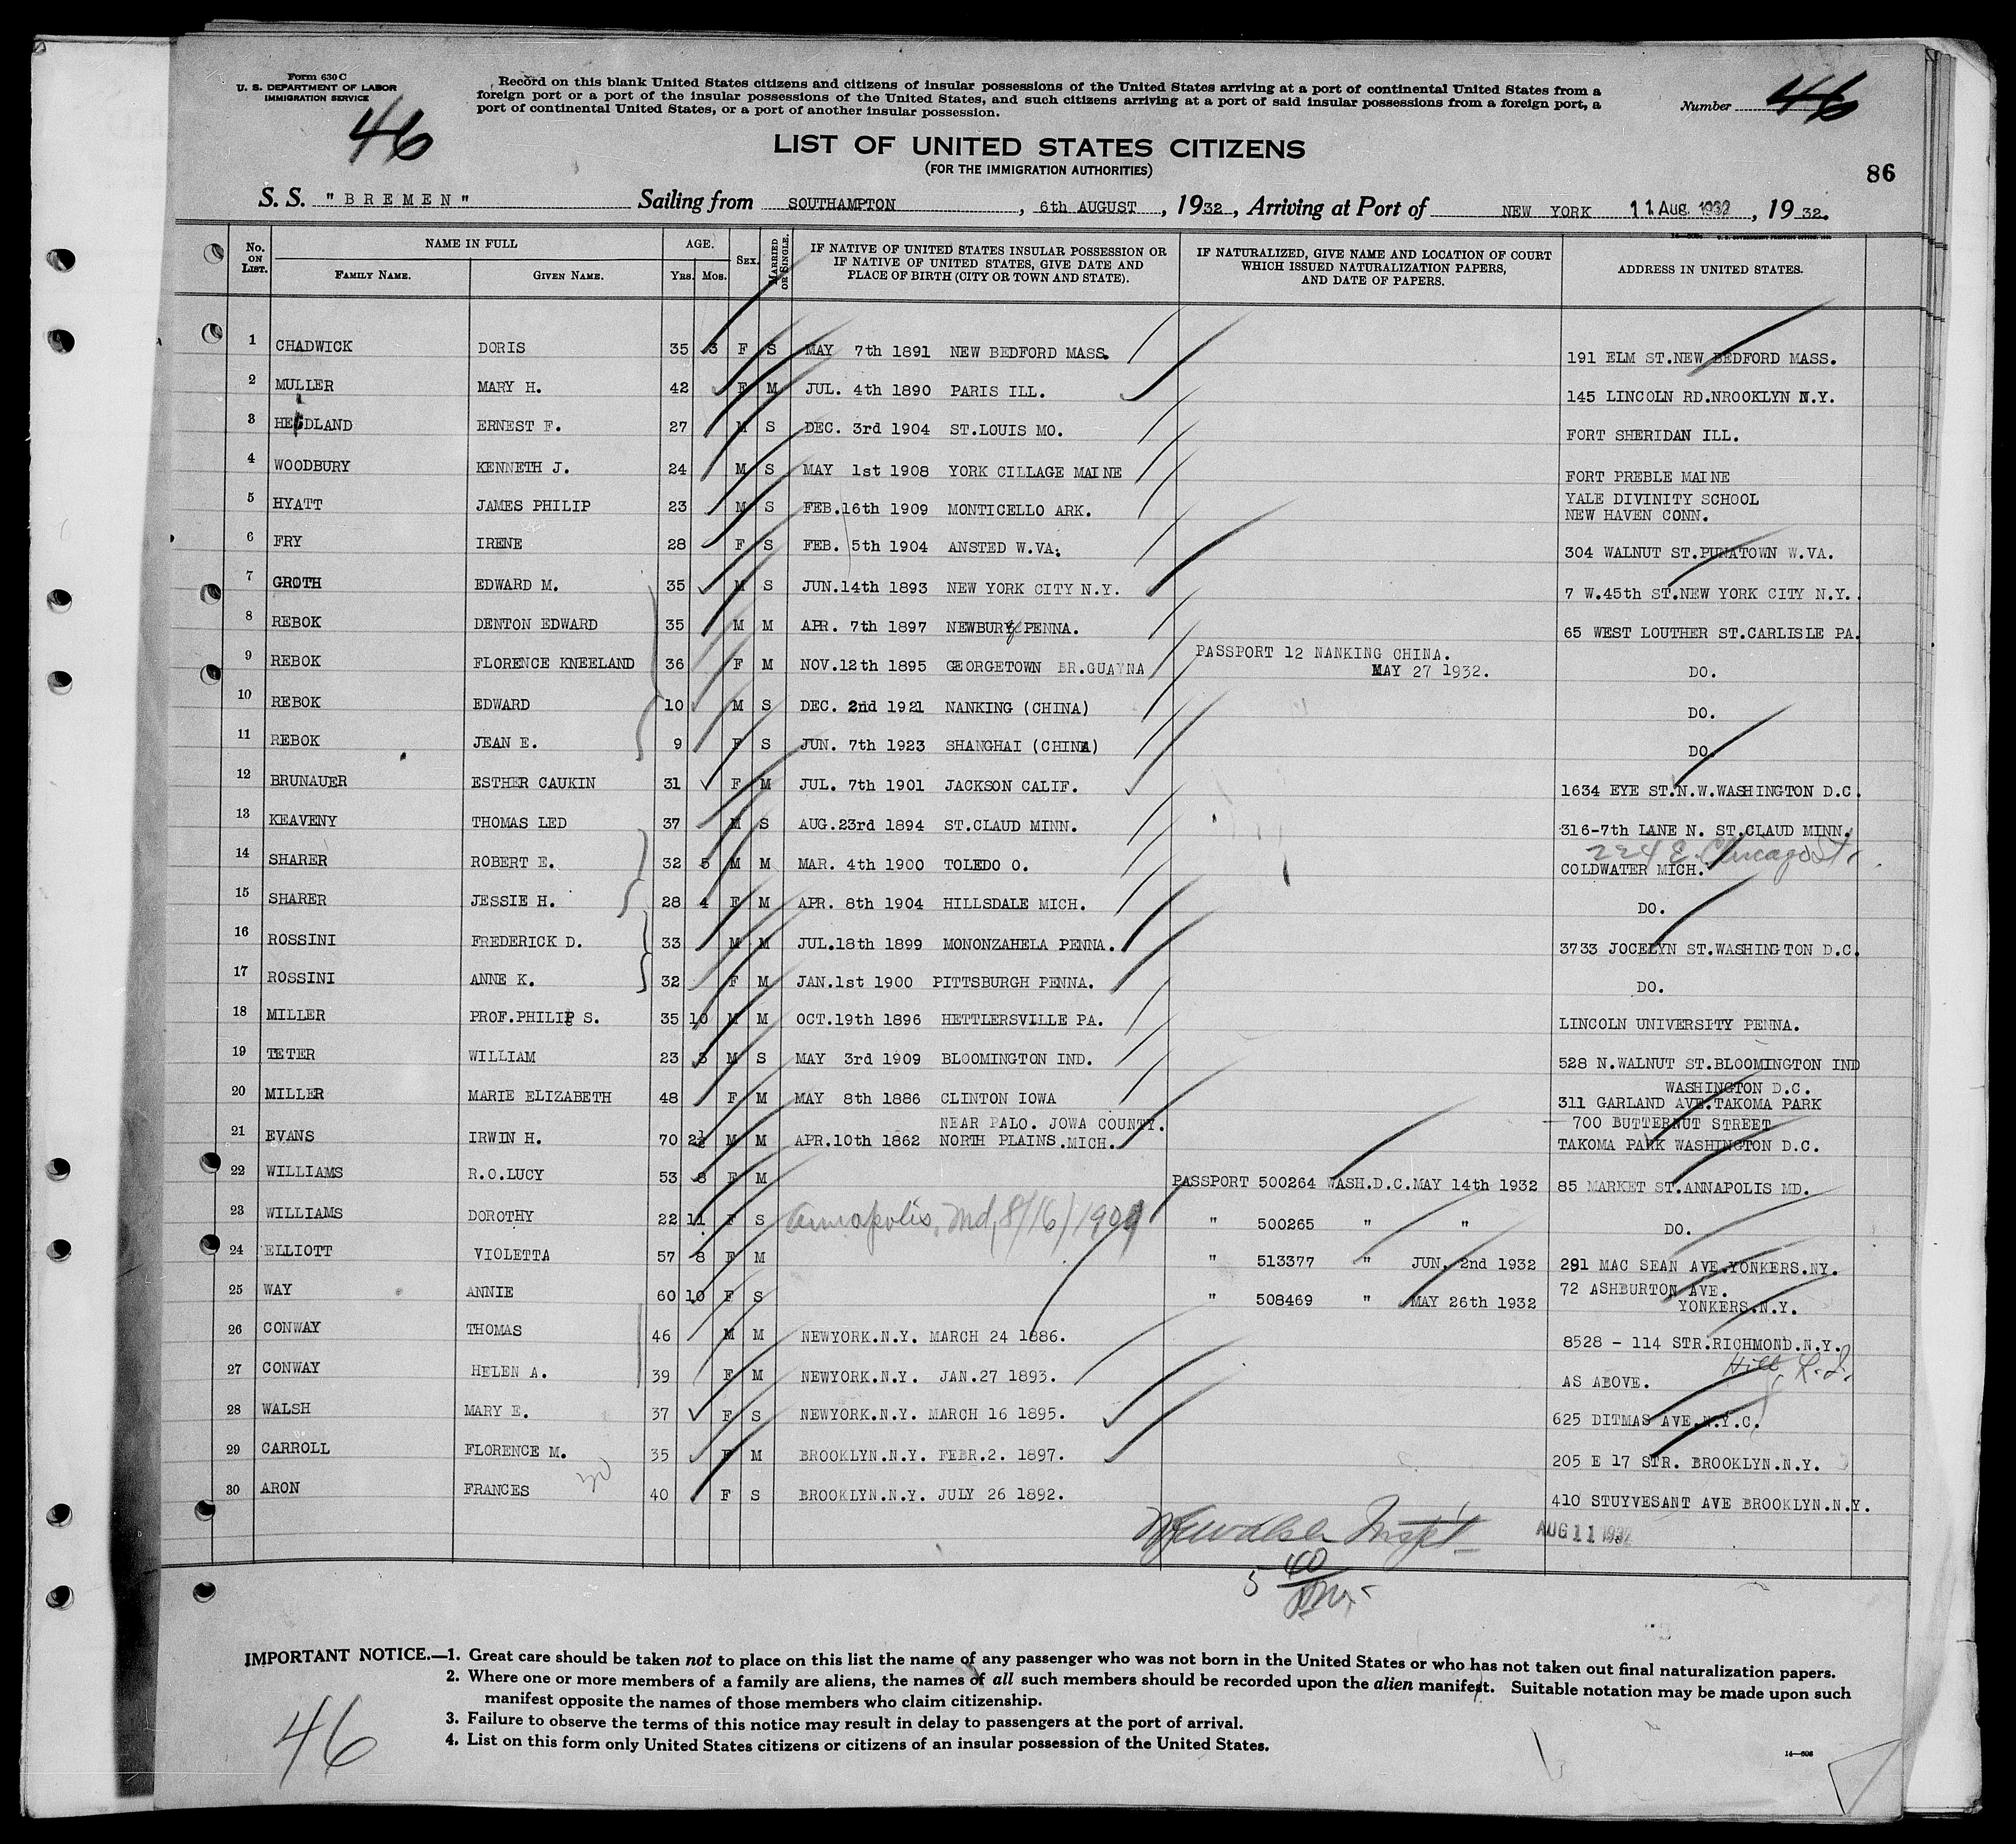 Form 630 C
U. S. DEPARTMENT OF LABOR
IMMIGRATION SERVICE
46
Record on this blank United States citizens and citizens of insular possessions of the United States arriving at a port of continental United States from a
foreign port or a port of the insular possessions of the United States, and such citizens arriving at a port of said insular possessions from a foreign port, a
port of continental United States, or a port of another insular possession.
Number 46
LIST OF UNITED STATES CITIZENS
(FOR THE IMMIGRATION AUTHORITIES)
86
S. S. "BREMEN" Sailing from SOUTHAMPTON, 6th AUGUST, 1932, Arriving at Port of NEW YORK 11 Aug. 1932, 1932.
No. ON LIST. NAME IN FULL FAMILY NAME. GIVEN NAME. AGE. Yrs. Mos. SEX. MARRIED OR SINGLE. IF NATIVE OF UNITED STATES INSULAR POSSESSION OR IF NATIVE OF UNITED STATES, GIVE DATE AND PLACE OF BIRTH (CITY OR TOWN AND STATE). IF NATURALIZED, GIVE NAME AND LOCATION OF COURT WHICH ISSUED NATURALIZATION PAPERS, AND DATE OF PAPERS. ADDRESS IN UNITED STATES.
1 CHADWICK DORIS 35 3 F S MAY 7th 1891 NEW BEDFORD MASS. 191 ELM ST.NEW BEDFORD MASS.
2 MULLER MARY H. 42 F M JUL. 4th 1890 PARIS ILL. 145 LINCOLN RD.NROOKLYN N.Y.
3 HEDLAND ERNEST F. 27 M S DEC. 3rd 1904 ST.LOUIS MO. FORT SHERIDAN ILL.
4 WOODBURY KENNETH J. 24 M S MAY 1st 1908 YORK CILLAGE MAINE FORT PREBLE MAINE
5 HYATT JAMES PHILIP 23 M S FEB.16th 1909 MONTICELLO ARK. YALE DIVINITY SCHOOL
NEW HAVEN CONN.
6 FRY IRENE 28 F S FEB. 5th 1904 ANSTED W.VA. 304 WALNUT ST.PUNATOWN W.VA.
7 GROTH EDWARD M. 35 M S JUN.14th 1893 NEW YORK CITY N.Y. 7 W.45th ST.NEW YORK CITY N.Y.
8 REBOK DENTON EDWARD 35 M M APR. 7th 1897 NEWBURG PENNA. 65 WEST LOUTHER ST.CARLISLE PA.
9 REBOK FLORENCE KNEELAND 36 F M NOV.12th 1895 GEORGETOWN BR.GUAYNA PASSPORT 12 NANKING CHINA.
MAY 27 1932. DO.
10 REBOK EDWARD 10 M S DEC. 2nd 1921 NANKING (CHINA) DO.
11 REBOK JEAN E. 9 F S JUN. 7th 1923 SHANGHAI (CHINA) DO.
12 BRUNAUER ESTHER CAUKIN 31 F M JUL. 7th 1901 JACKSON CALIF. 1634 EYE ST.N.W.WASHINGTON D.C.
13 KEAVENY THOMAS LED 37 M S AUG.23rd 1894 ST.CLAUD MINN. 316-7th LANE N. ST.CLAUD MINN.
224 E. Chicago St.
14 SHARER ROBERT E. 32 5 M M MAR. 4th 1900 TOLEDO O. COLDWATER MICH.
15 SHARER JESSIE H. 28 4 F M APR. 8th 1904 HILLSDALE MICH. DO.
16 ROSSINI FREDERICK D. 33 M M JUL.18th 1899 MONONZAHELA PENNA. 3733 JOCELYN ST.WASHINGTON D.C.
17 ROSSINI ANNE K. 32 F M JAN.1st 1900 PITTSBURGH PENNA. DO.
18 MILLER PROF.PHILIP S. 35 10 M M OCT.19th 1896 HETTLERSVILLE PA. LINCOLN UNIVERSITY PENNA.
19 TETER WILLIAM 23 3 M S MAY 3rd 1909 BLOOMINGTON IND. 528 N.WALNUT ST.BLOOMINGTON IND
WASHINGTON D.C.
20 MILLER MARIE ELIZABETH 48 F M MAY 8th 1886 CLINTON IOWA 311 GARLAND AVE.TAKOMA PARK
NEAR PALO. JOWA COUNTY. 700 BUTTERNUT STREET
21 EVANS IRWIN H. 70 2½ M M APR.10th 1862 NORTH PLAINS.MICH. TAKOMA PARK WASHINGTON D.C.
22 WILLIAMS R.O.LUCY 53 8 F M PASSPORT 500264 WASH.D.C.MAY 14th 1932 85 MARKET ST.ANNAPOLIS MD.
23 WILLIAMS DOROTHY 22 11 F S Annapolis, Md, 8/16/1909 " 500265 " " DO.
24 ELLIOTT VIOLETTA 57 8 F M " 513377 " JUN. 2nd 1932 291 MAC SEAN AVE.YONKERS.NY.
25 WAY ANNIE 60 10 F S " 508469 " MAY 26th 1932 72 ASHBURTON AVE.
YONKERS.N.Y.
26 CONWAY THOMAS 46 M M NEWYORK.N.Y. MARCH 24 1886. 8528 - 114 STR.RICHMOND.N.Y.
Hill L.I.
27 CONWAY HELEN A. 39 F M NEWYORK.N.Y. JAN.27 1893. AS ABOVE.
28 WALSH MARY E. 37 F S NEWYORK.N.Y. MARCH 16 1895. 625 DITMAS AVE.N.Y.C.
29 CARROLL FLORENCE M. 35 F M BROOKLYN.N.Y. FEBR.2. 1897. 205 E 17 STR. BROOKLYN.N.Y.
30 ARON FRANCES 40 F S BROOKLYN.N.Y. JULY 26 1892. 410 STUYVESANT AVE BROOKLYN.N.Y.
30
AUG 11 1932
IMPORTANT NOTICE.—1. Great care should be taken not to place on this list the name of any passenger who was not born in the United States or who has not taken out final naturalization papers.
2. Where one or more members of a family are aliens, the names of all such members should be recorded upon the alien manifest. Suitable notation may be made upon such
manifest opposite the names of those members who claim citizenship.
3. Failure to observe the terms of this notice may result in delay to passengers at the port of arrival.
4. List on this form only United States citizens or citizens of an insular possession of the United States.
46
14—608